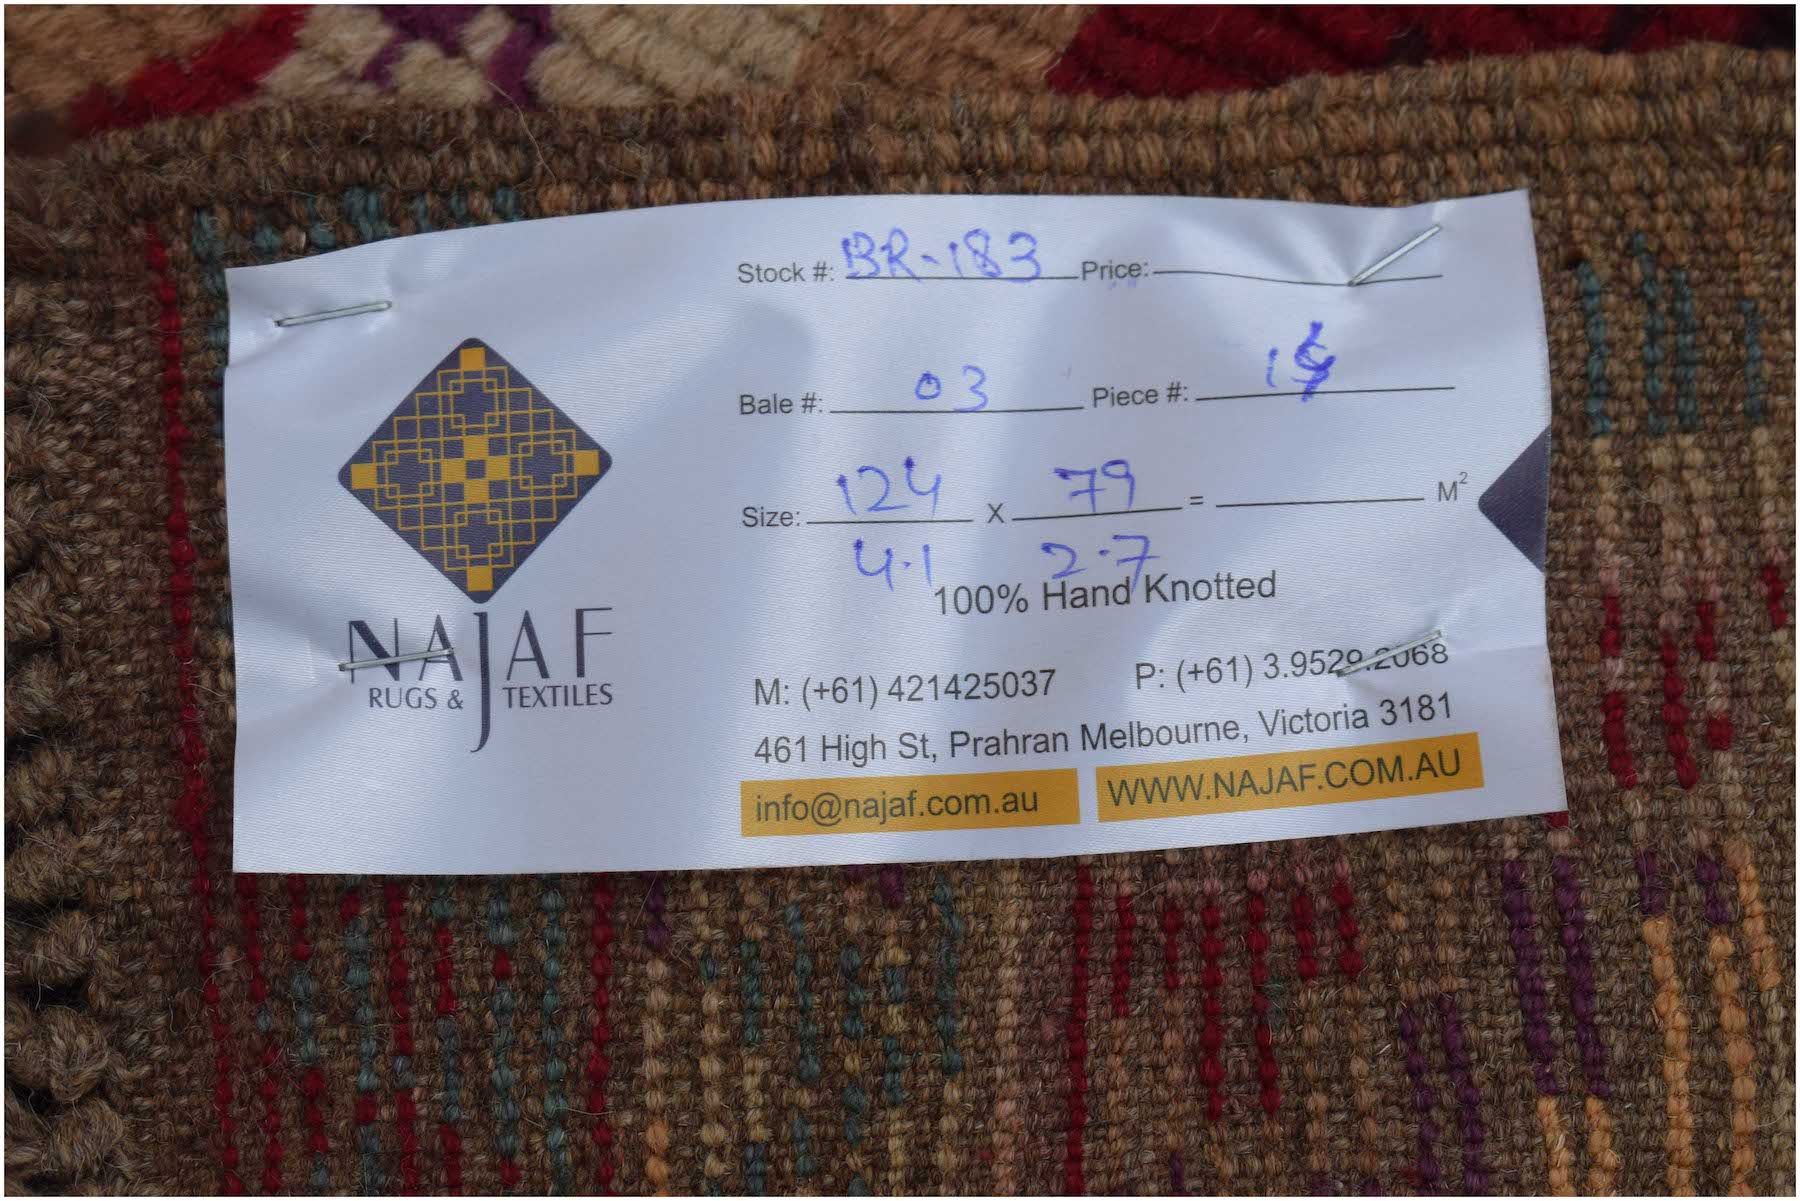 Stock #: BR-183 Price:
Bale #: 03 Piece #:
Size: 124 X 79 = M²
4.1 2.7
100% Hand Knotted
NAJAF
RUGS & TEXTILES
M: (+61) 421425037 P: (+61) 3.9529.2068
461 High St, Prahran Melbourne, Victoria 3181
info@najaf.com.au WWW.NAJAF.COM.AU